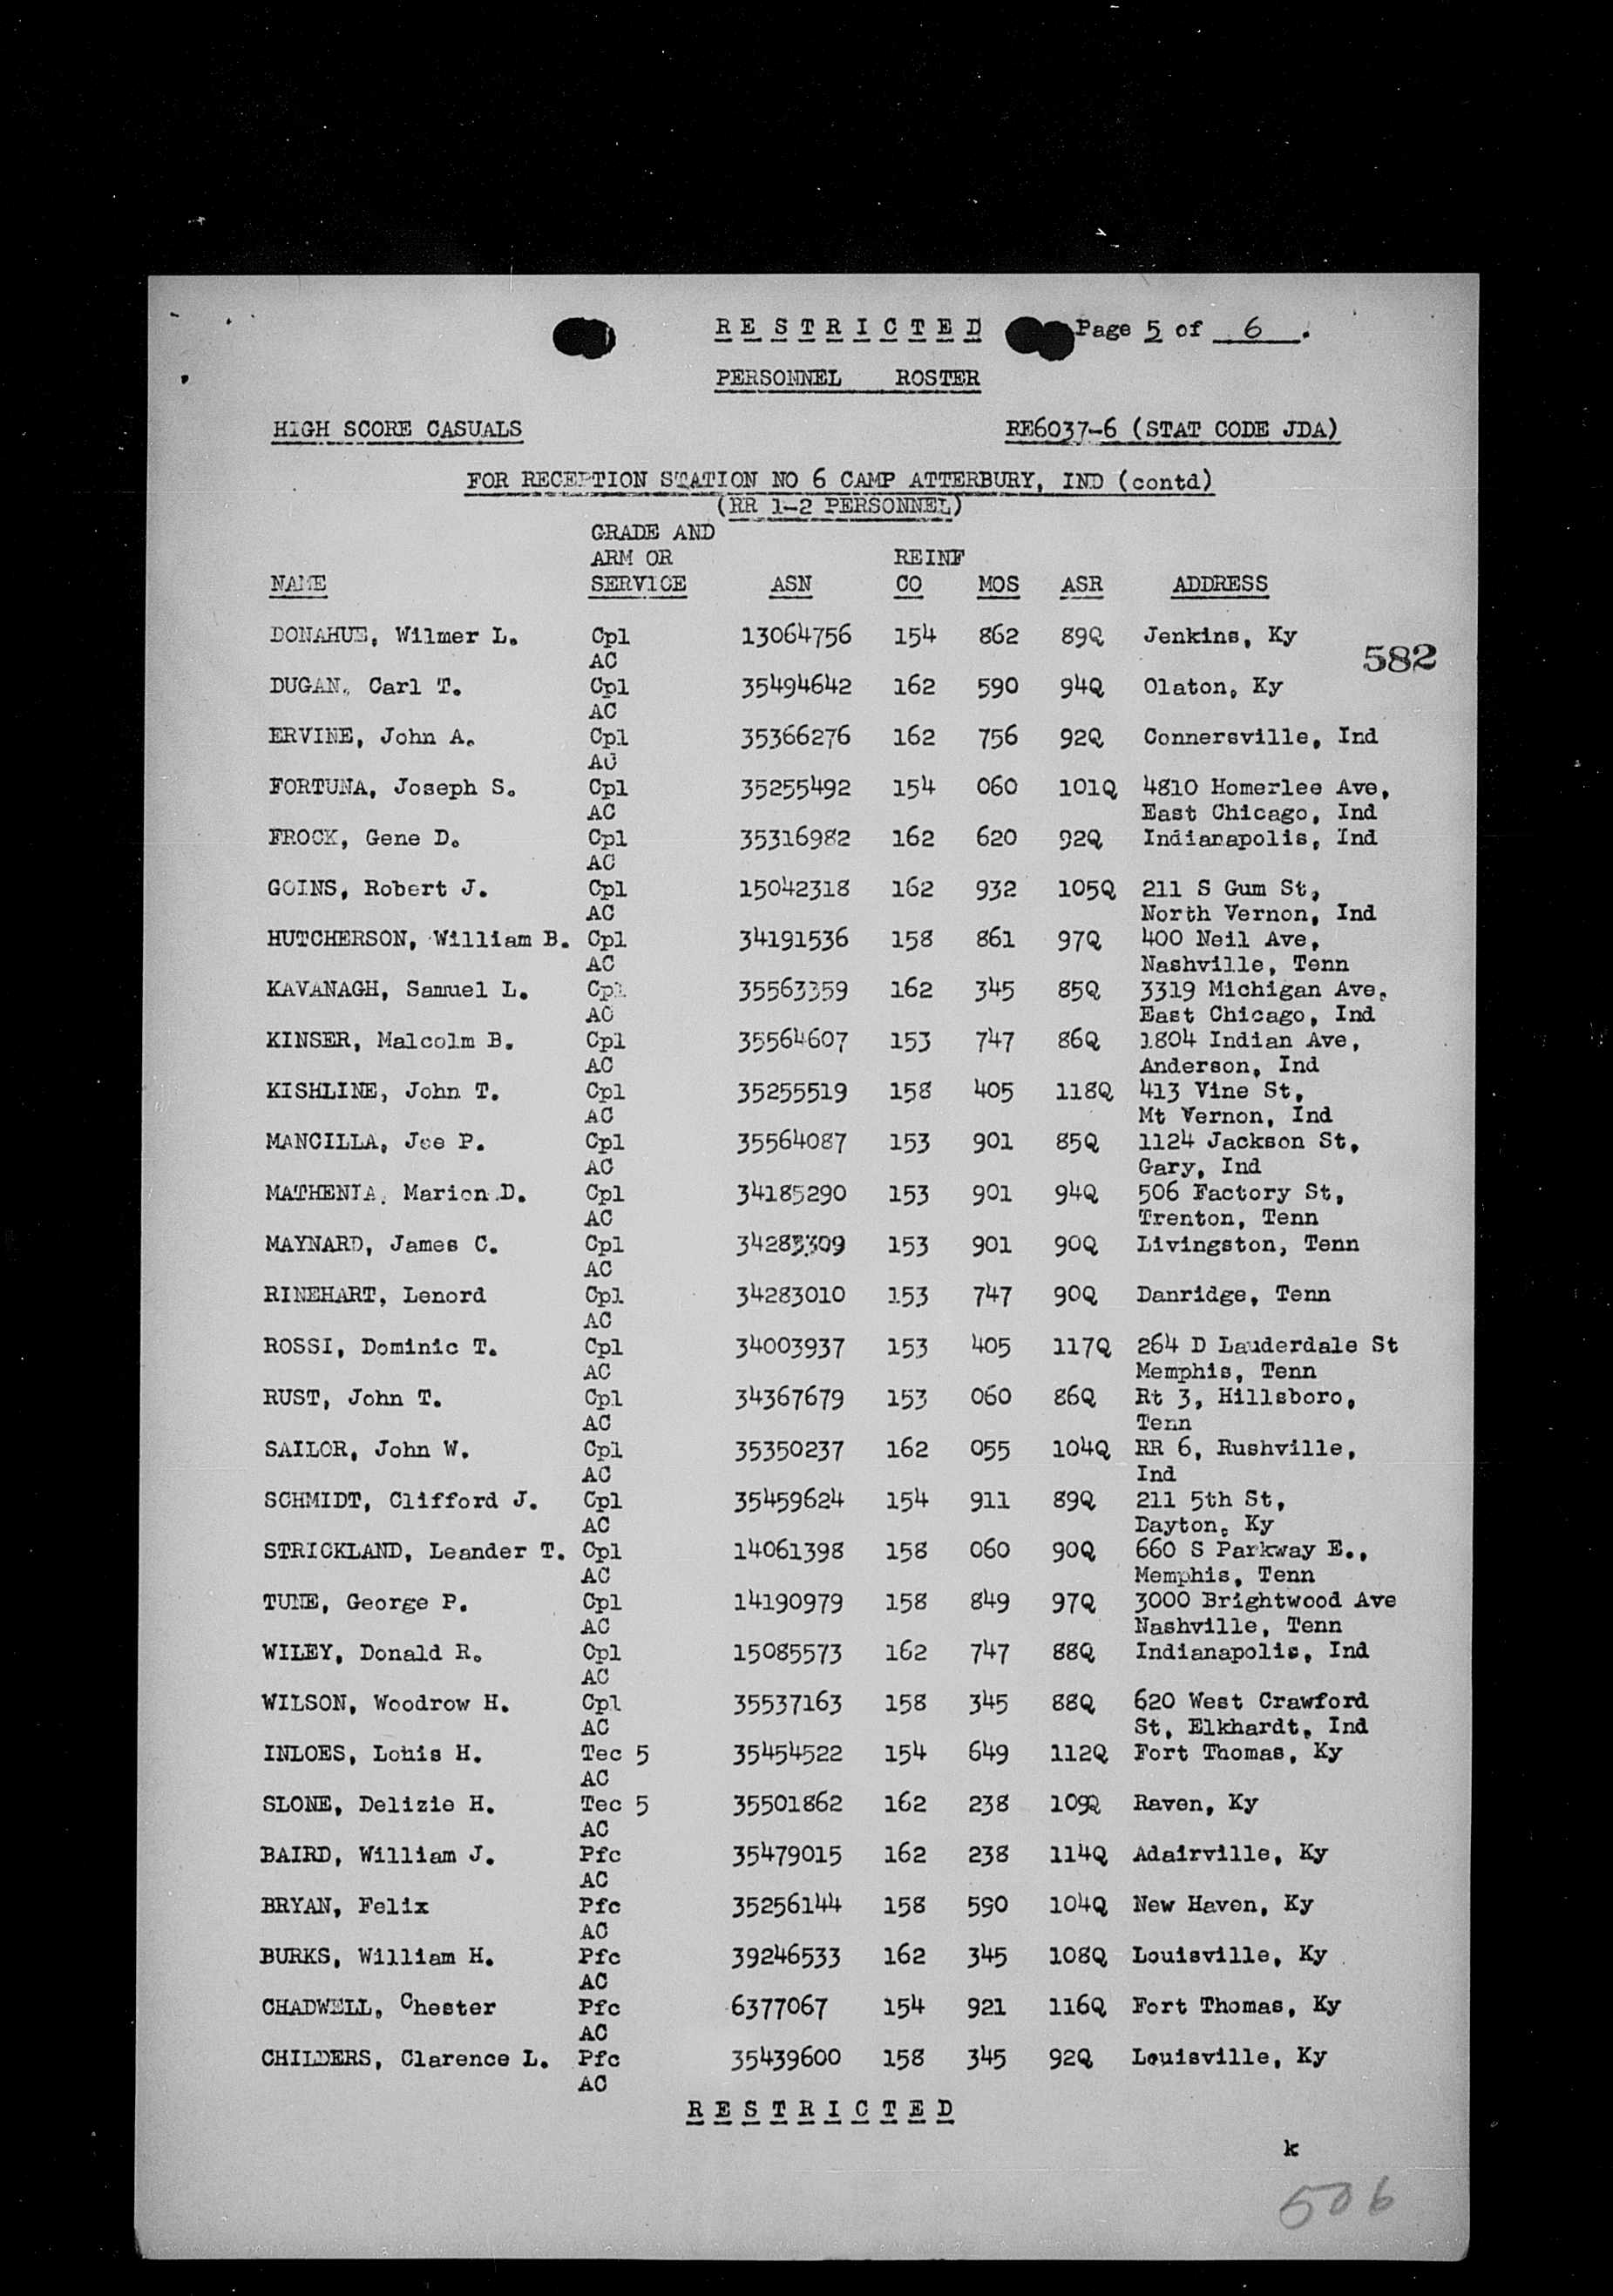 R E S T R I C T E D Page 5 of 6.
PERSONNEL ROSTER
HIGH SCORE CASUALS RE6037-6 (STAT CODE JDA)
FOR RECEPTION STATION NO 6 CAMP ATTERBURY, IND (contd)
(RR 1-2 PERSONNEL)
GRADE AND
ARM OR REINF
NAME SERVICE ASN CO MOS ASR ADDRESS
DONAHUE, Wilmer L. Cpl 13064756 154 862 89Q Jenkins, Ky
AC 582
DUGAN, Carl T. Cpl 35494642 162 590 94Q Olaton, Ky
AC
ERVINE, John A. Cpl 35366276 162 756 92Q Connersville, Ind
AC
FORTUNA, Joseph S. Cpl 35255492 154 060 101Q 4810 Homerlee Ave,
AC East Chicago, Ind
FROCK, Gene D. Cpl 35316982 162 620 92Q Indianapolis, Ind
AC
GOINS, Robert J. Cpl 15042318 162 932 105Q 211 S Gum St,
AC North Vernon, Ind
HUTCHERSON, William B. Cpl 34191536 158 861 97Q 400 Neil Ave,
AC Nashville, Tenn
KAVANAGH, Samuel L. Cpl 35563359 162 345 85Q 3319 Michigan Ave,
AC East Chicago, Ind
KINSER, Malcolm B. Cpl 35564607 153 747 86Q 1804 Indian Ave,
AC Anderson, Ind
KISHLINE, John T. Cpl 35255519 158 405 118Q 413 Vine St,
AC Mt Vernon, Ind
MANCILLA, Joe P. Cpl 35564087 153 901 85Q 1124 Jackson St,
AC Gary, Ind
MATHENIA, Marion D. Cpl 34185290 153 901 94Q 506 Factory St,
AC Trenton, Tenn
MAYNARD, James C. Cpl 34283309 153 901 90Q Livingston, Tenn
AC
RINEHART, Lenord Cpl 34283010 153 747 90Q Danridge, Tenn
AC
ROSSI, Dominic T. Cpl 34003937 153 405 117Q 264 D Lauderdale St
AC Memphis, Tenn
RUST, John T. Cpl 34367679 153 060 86Q Rt 3, Hillsboro,
AC Tenn
SAILOR, John W. Cpl 35350237 162 055 104Q RR 6, Rushville,
AC Ind
SCHMIDT, Clifford J. Cpl 35459624 154 911 89Q 211 5th St,
AC Dayton, Ky
STRICKLAND, Leander T. Cpl 14061398 158 060 90Q 660 S Parkway E.,
AC Memphis, Tenn
TUNE, George P. Cpl 14190979 158 849 97Q 3000 Brightwood Ave
AC Nashville, Tenn
WILEY, Donald R. Cpl 15085573 162 747 88Q Indianapolis, Ind
AC
WILSON, Woodrow H. Cpl 35537163 158 345 88Q 620 West Crawford
AC St, Elkhardt, Ind
INLOES, Lohis H. Tec 5 35454522 154 649 112Q Fort Thomas, Ky
AC
SLONE, Delizie H. Tec 5 35501862 162 238 109Q Raven, Ky
AC
BAIRD, William J. Pfc 35479015 162 238 114Q Adairville, Ky
AC
BRYAN, Felix Pfc 35256144 158 590 104Q New Haven, Ky
AC
BURKS, William H. Pfc 39246533 162 345 108Q Louisville, Ky
AC
CHADWELL, Chester Pfc 6377067 154 921 116Q Fort Thomas, Ky
AC
CHILDERS, Clarence L. Pfc 35439600 158 345 92Q Louisville, Ky
AC
R E S T R I C T E D
k
506